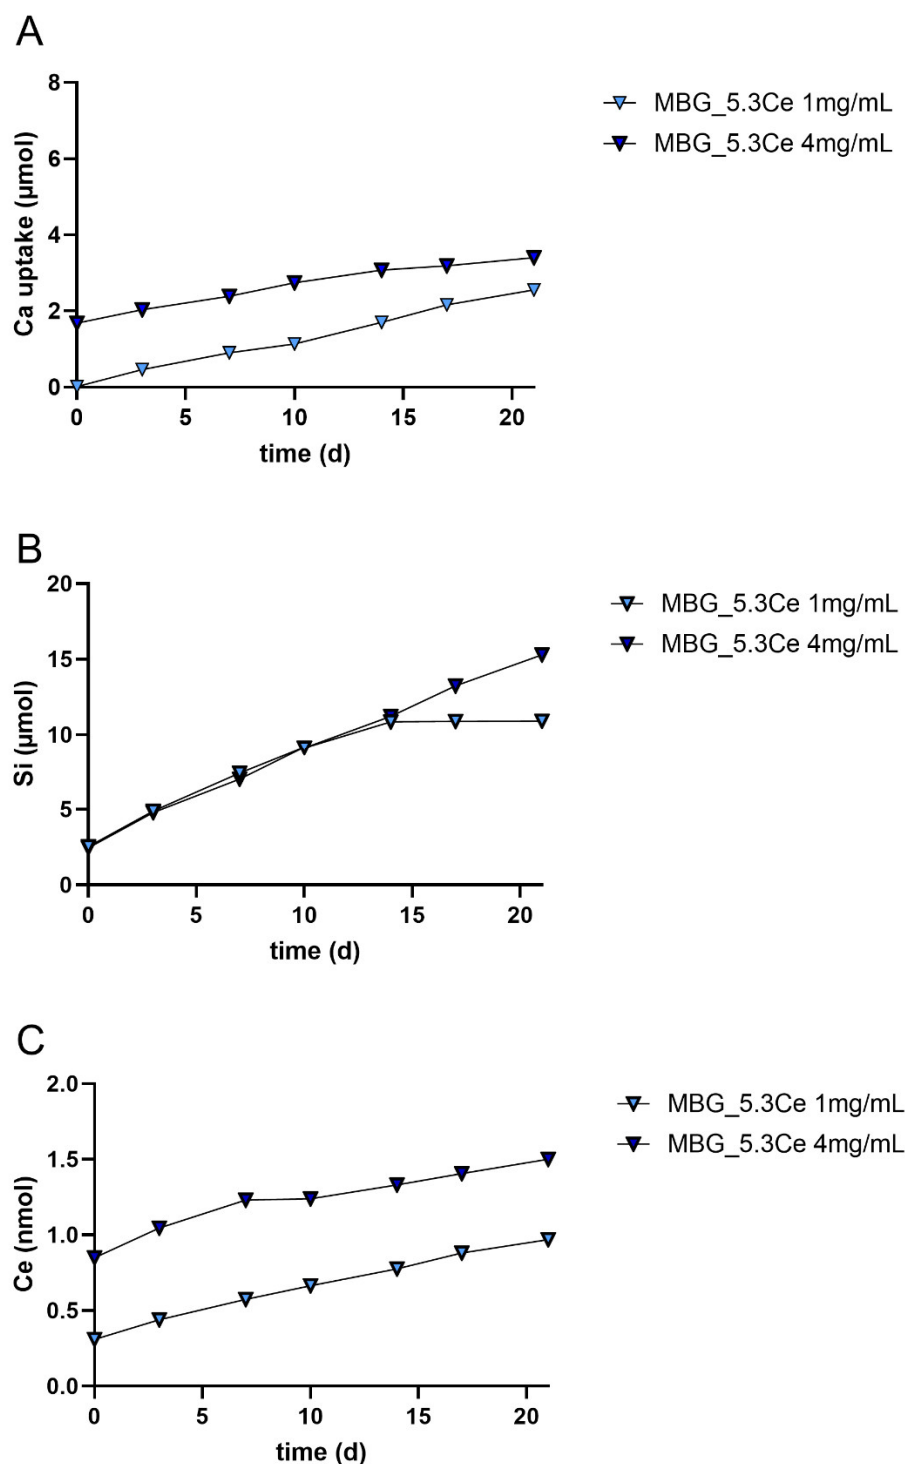 A
8
6
4
2
0
Ca uptake (µmol)
0 5 10 15 20
time (d)
MBG_5.3Ce 1mg/mL
MBG_5.3Ce 4mg/mL
B
20
15
10
5
0
Si (µmol)
0 5 10 15 20
time (d)
MBG_5.3Ce 1mg/mL
MBG_5.3Ce 4mg/mL
C
2.0
1.5
1.0
0.5
0.0
Ce (nmol)
0 5 10 15 20
time (d)
MBG_5.3Ce 1mg/mL
MBG_5.3Ce 4mg/mL